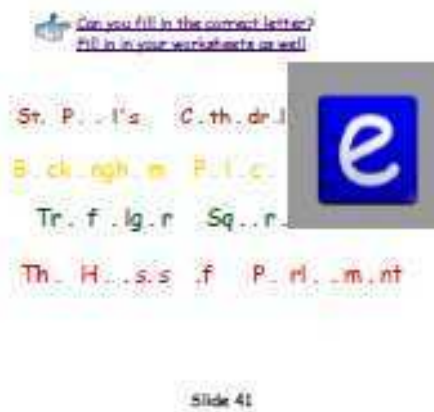 Can you fill in the correct letter?
Fill in in your worksheets as well
St. P . . l's C . th . dr . l
B . ck . ngh . m P . l . c .
Tr . f . lg . r Sq . . r .
Th . H . . s . s . f P . rl . . m . nt
e
Slide 41